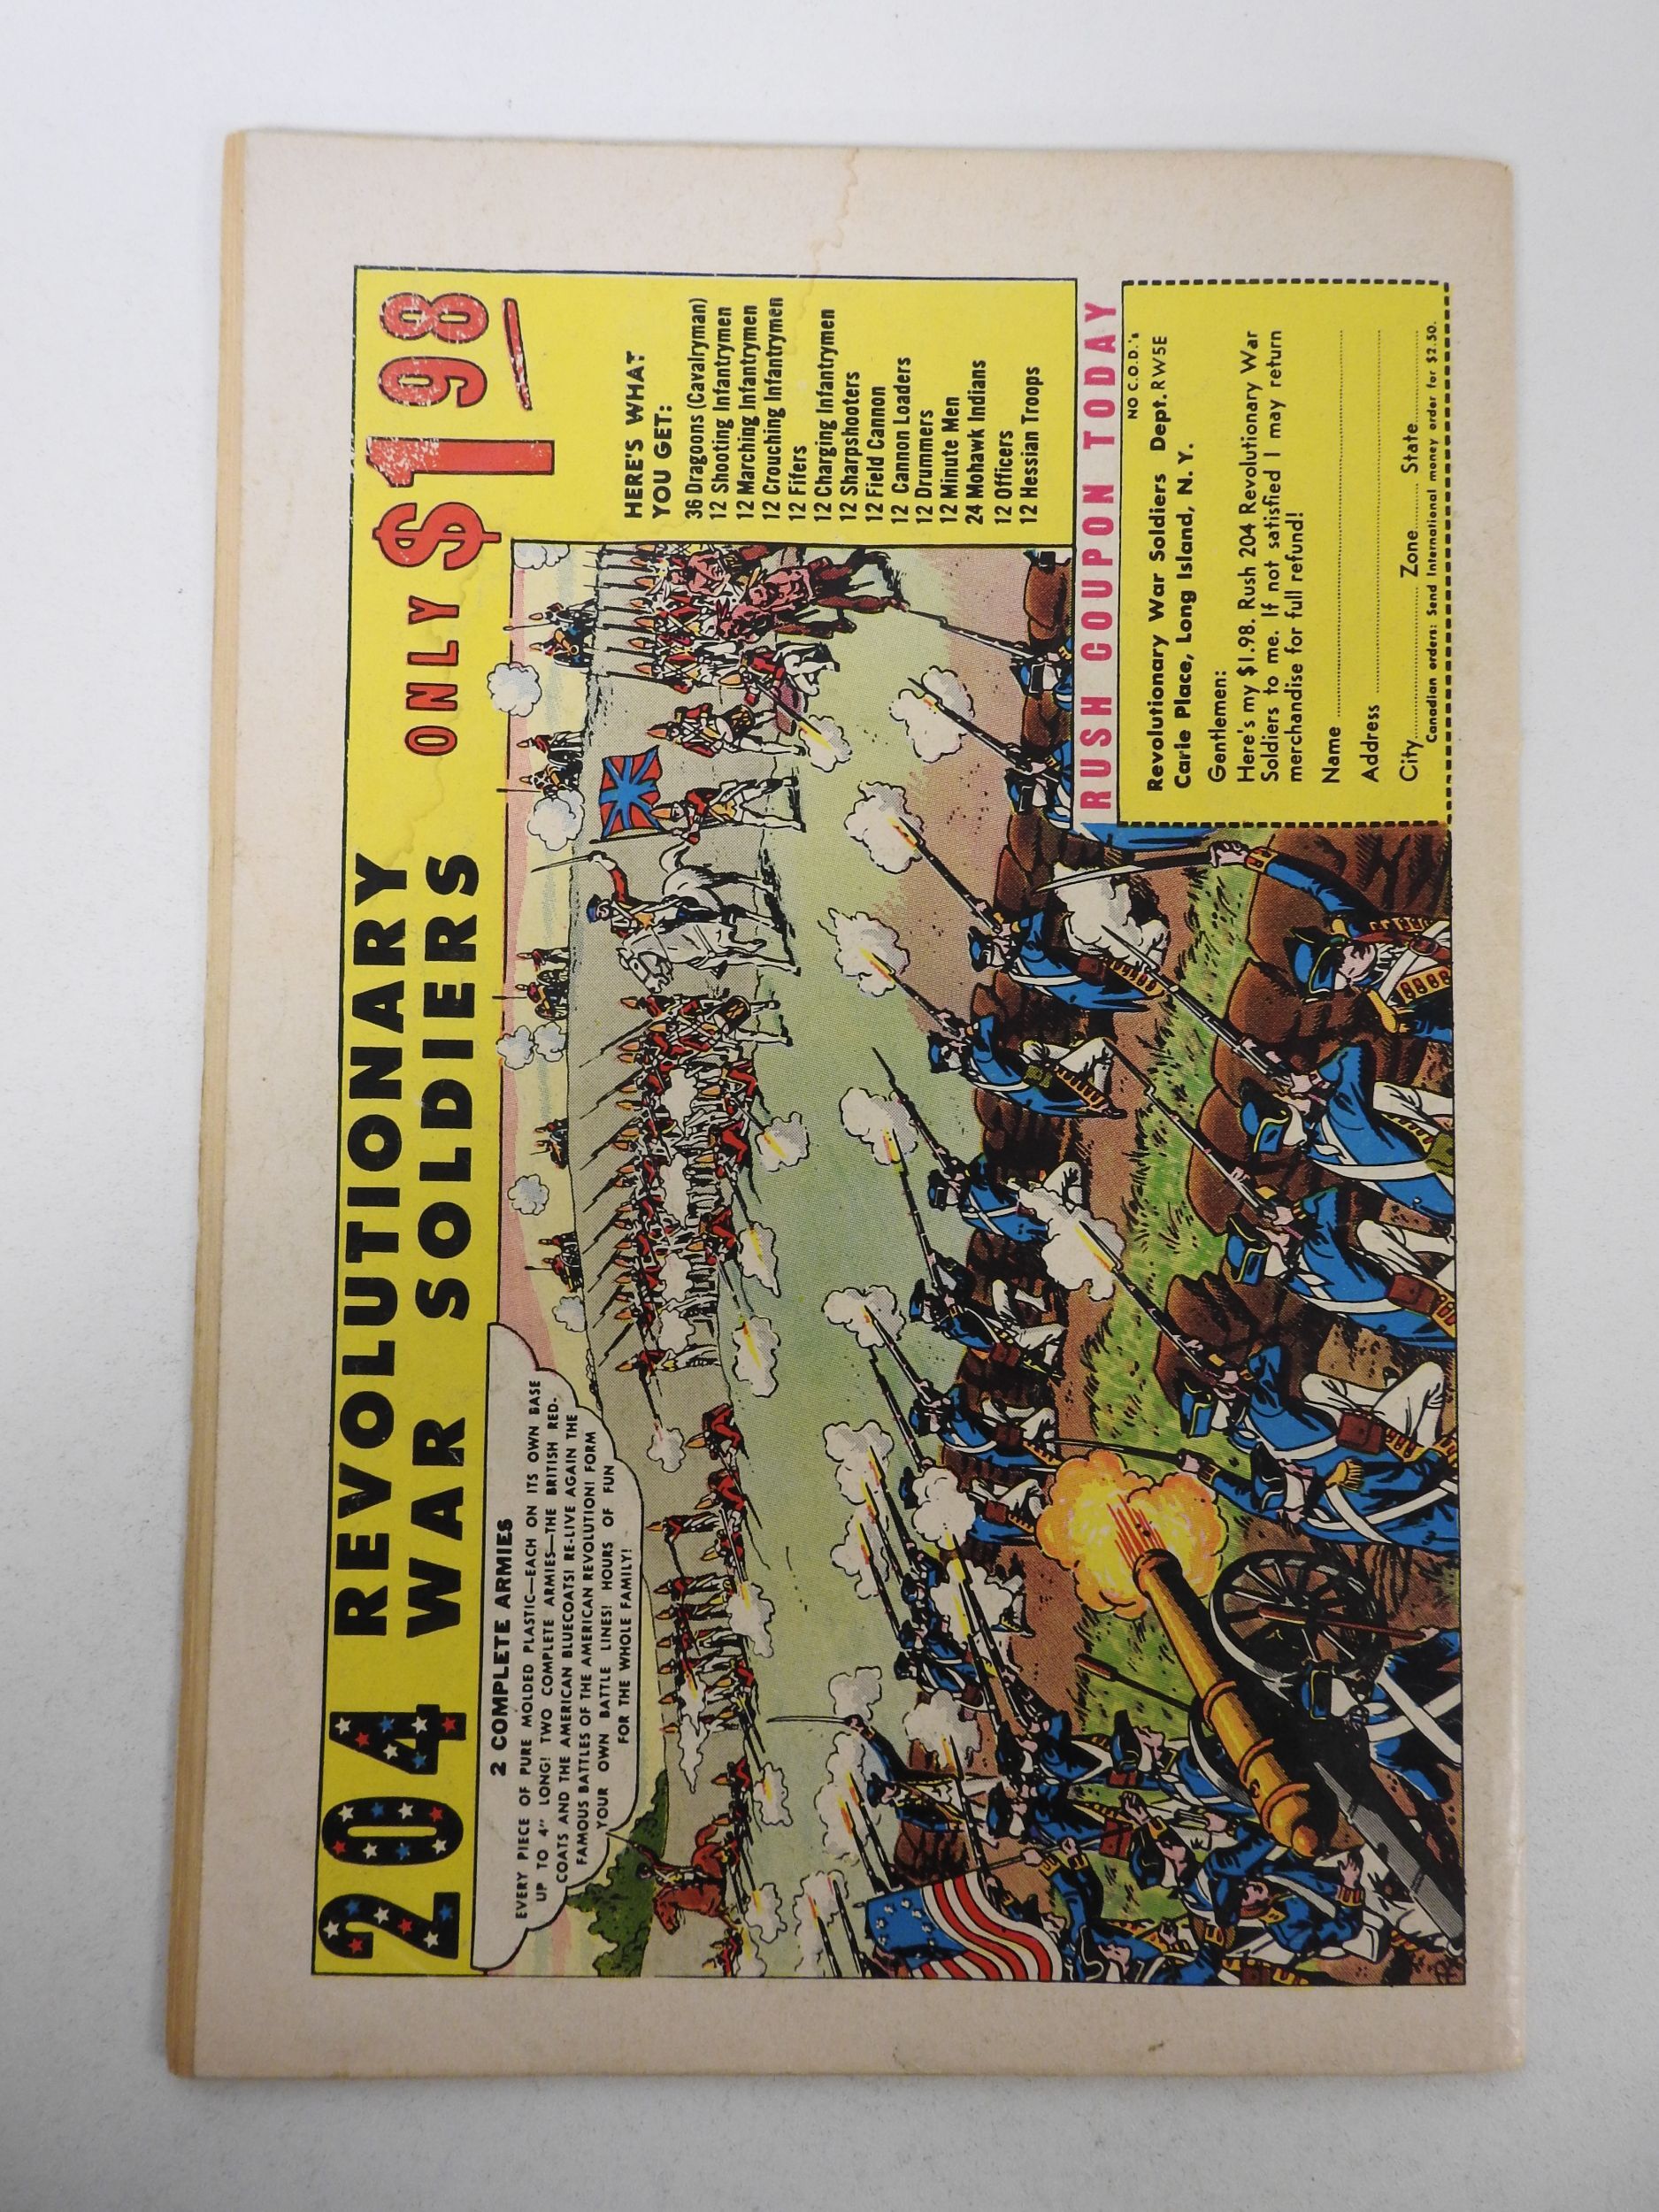 204 REVOLUTIONARY
WAR SOLDIERS ONLY $198
2 COMPLETE ARMIES
EVERY PIECE OF PURE MOLDED PLASTIC—EACH ON ITS OWN BASE
UP TO 4" LONG! TWO COMPLETE ARMIES—THE BRITISH RED-
COATS AND THE AMERICAN BLUECOATS! RE-LIVE AGAIN THE
FAMOUS BATTLES OF THE AMERICAN REVOLUTION! FORM
YOUR OWN BATTLE LINES! HOURS OF FUN
FOR THE WHOLE FAMILY!
HERE'S WHAT
YOU GET:
36 Dragoons (Cavalryman)
12 Shooting Infantrymen
12 Marching Infantrymen
12 Crouching Infantrymen
12 Fifers
12 Charging Infantrymen
12 Sharpshooters
12 Field Cannon
12 Cannon Loaders
12 Drummers
12 Minute Men
24 Mohawk Indians
12 Officers
12 Hessian Troops
RUSH COUPON TODAY
NO C.O.D.'s
Revolutionary War Soldiers Dept. RW5E
Carle Place, Long Island, N. Y.
Gentlemen:
Here's my $1.98. Rush 204 Revolutionary War
Soldiers to me. If not satisfied I may return
merchandise for full refund!
Name
Address
City Zone State
Canadian orders: Send International money order for $2.50.